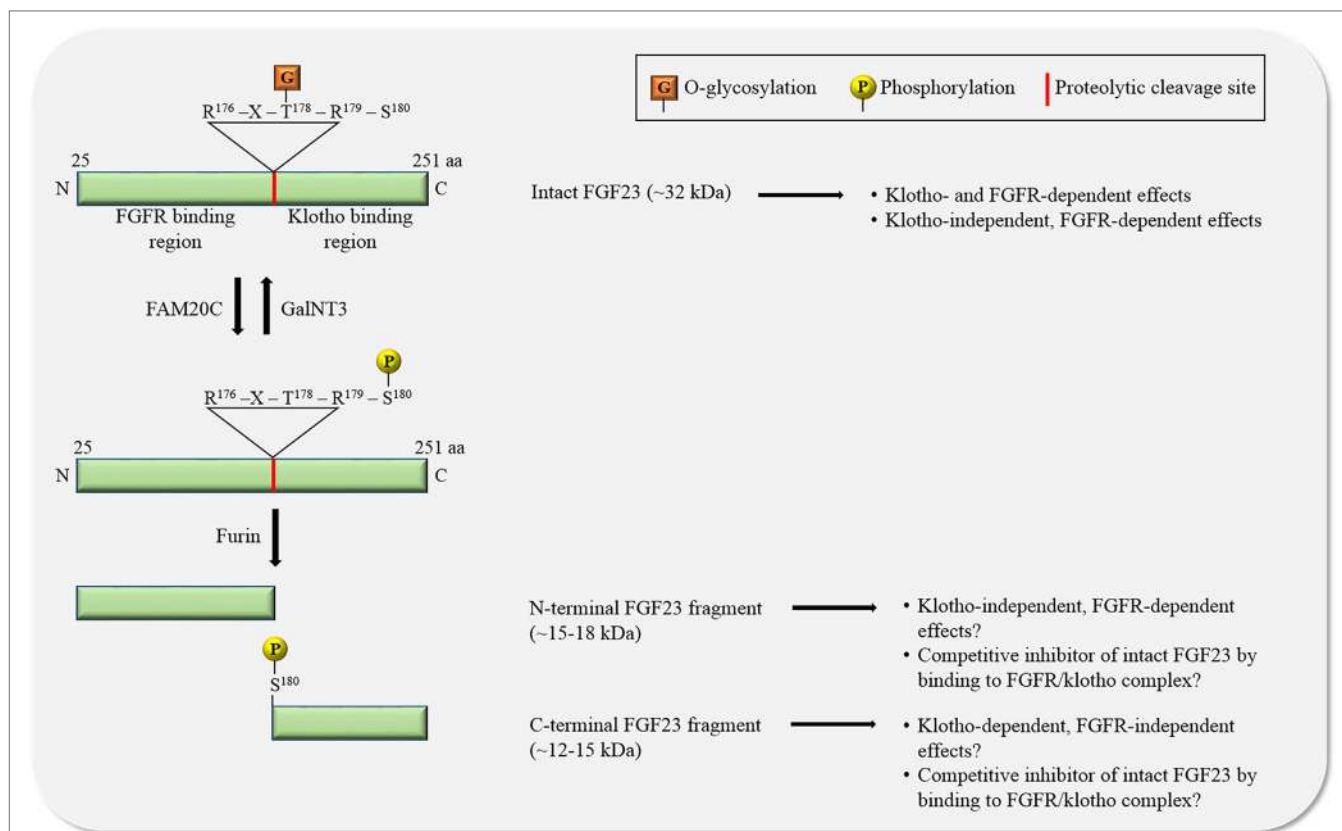 G
R176 –X – T178 – R179 – S180
25
251 aa
N
C
FGFR binding
region
Klotho binding
region
G O-glycosylation
P Phosphorylation
Proteolytic cleavage site
Intact FGF23 (~32 kDa)
• Klotho- and FGFR-dependent effects
• Klotho-independent, FGFR-dependent effects
FAM20C
GalNT3
P
R176 –X – T178 – R179 – S180
25
251 aa
N
C
Furin
P
S180
N-terminal FGF23 fragment
(~15-18 kDa)
• Klotho-independent, FGFR-dependent
effects?
• Competitive inhibitor of intact FGF23 by
binding to FGFR/klotho complex?
C-terminal FGF23 fragment
(~12-15 kDa)
• Klotho-dependent, FGFR-independent
effects?
• Competitive inhibitor of intact FGF23 by
binding to FGFR/klotho complex?